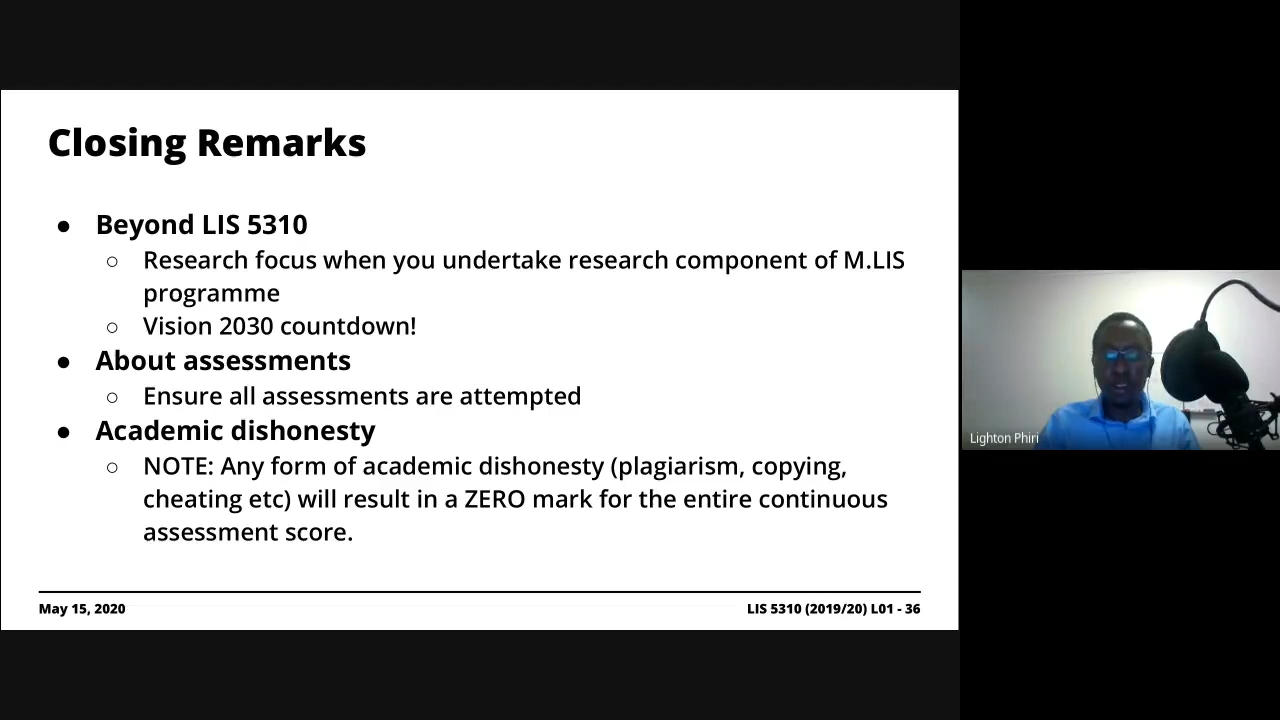 Closing Remarks
● Beyond LIS 5310
○ Research focus when you undertake research component of M.LIS
programme
○ Vision 2030 countdown!
● About assessments
○ Ensure all assessments are attempted
● Academic dishonesty
○ NOTE: Any form of academic dishonesty (plagiarism, copying,
cheating etc) will result in a ZERO mark for the entire continuous
assessment score.
May 15, 2020
LIS 5310 (2019/20) L01 - 36
Lighton Phiri